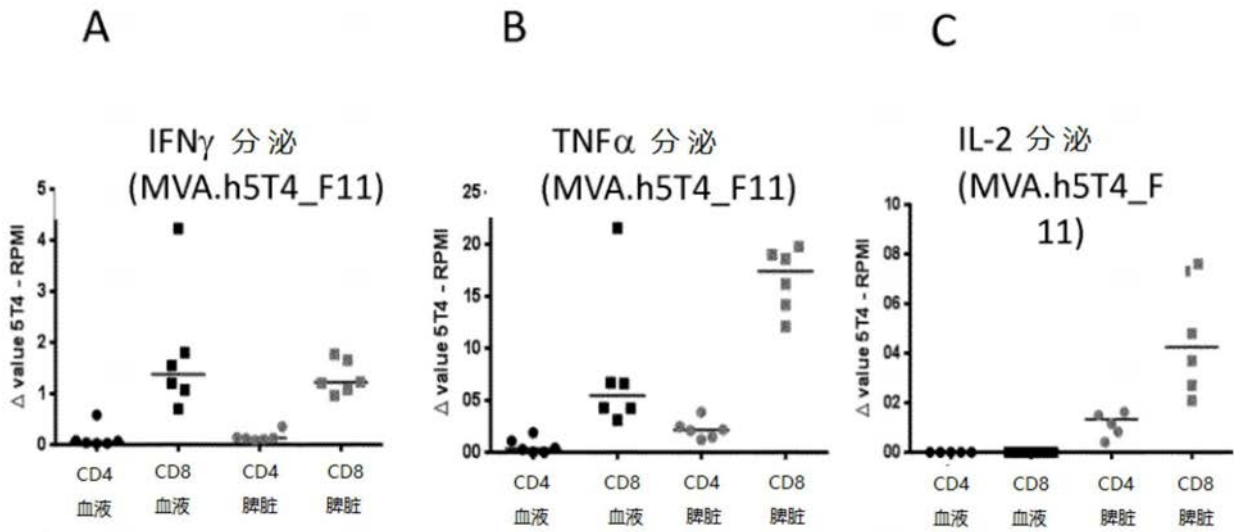 A
IFNγ 分泌
(MVA.h5T4_F11)
5
4
3
2
1
0
△ value 5T4 - RPMI
CD4 CD8 CD4 CD8
血液 血液 脾脏 脾脏
B
TNFα 分泌
(MVA.h5T4_F11)
25
20
15
10
05
00
△ value 5T4 - RPMI
CD4 CD8 CD4 CD8
血液 血液 脾脏 脾脏
C
IL-2 分泌
(MVA.h5T4_F
11)
10
08
06
04
02
00
△ value 5T4 - RPMI
CD4 CD8 CD4 CD8
血液 血液 脾脏 脾脏